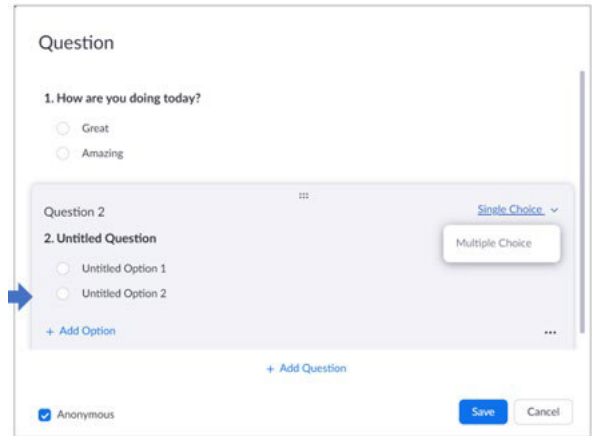 Question
1. How are you doing today?
Great
Amazing
Question 2
Single Choice
2. Untitled Question
Multiple Choice
Untitled Option 1
Untitled Option 2
+ Add Option
+ Add Question
Anonymous
Save
Cancel